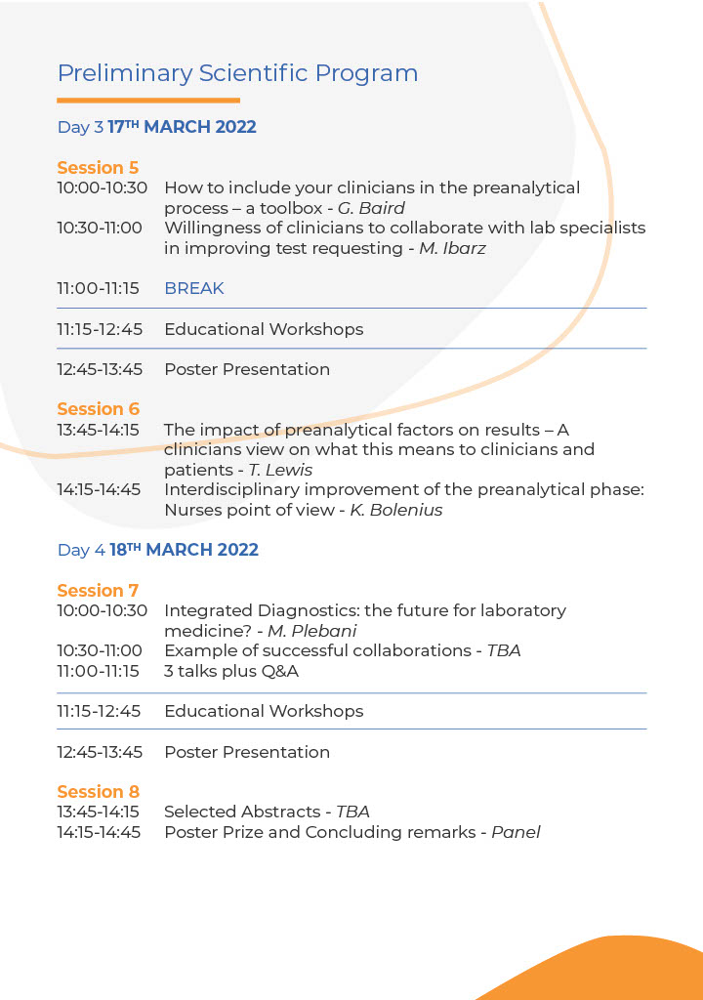 Preliminary Scientific Program
Day 3 17TH MARCH 2022
Session 5
10:00-10:30 How to include your clinicians in the preanalytical
process – a toolbox - G. Baird
10:30-11:00 Willingness of clinicians to collaborate with lab specialists
in improving test requesting - M. Ibarz
11:00-11:15 BREAK
11:15-12:45 Educational Workshops
12:45-13:45 Poster Presentation
Session 6
13:45-14:15 The impact of preanalytical factors on results – A
clinicians view on what this means to clinicians and
patients - T. Lewis
14:15-14:45 Interdisciplinary improvement of the preanalytical phase:
Nurses point of view - K. Bolenius
Day 4 18TH MARCH 2022
Session 7
10:00-10:30 Integrated Diagnostics: the future for laboratory
medicine? - M. Plebani
10:30-11:00 Example of successful collaborations - TBA
11:00-11:15 3 talks plus Q&A
11:15-12:45 Educational Workshops
12:45-13:45 Poster Presentation
Session 8
13:45-14:15 Selected Abstracts - TBA
14:15-14:45 Poster Prize and Concluding remarks - Panel